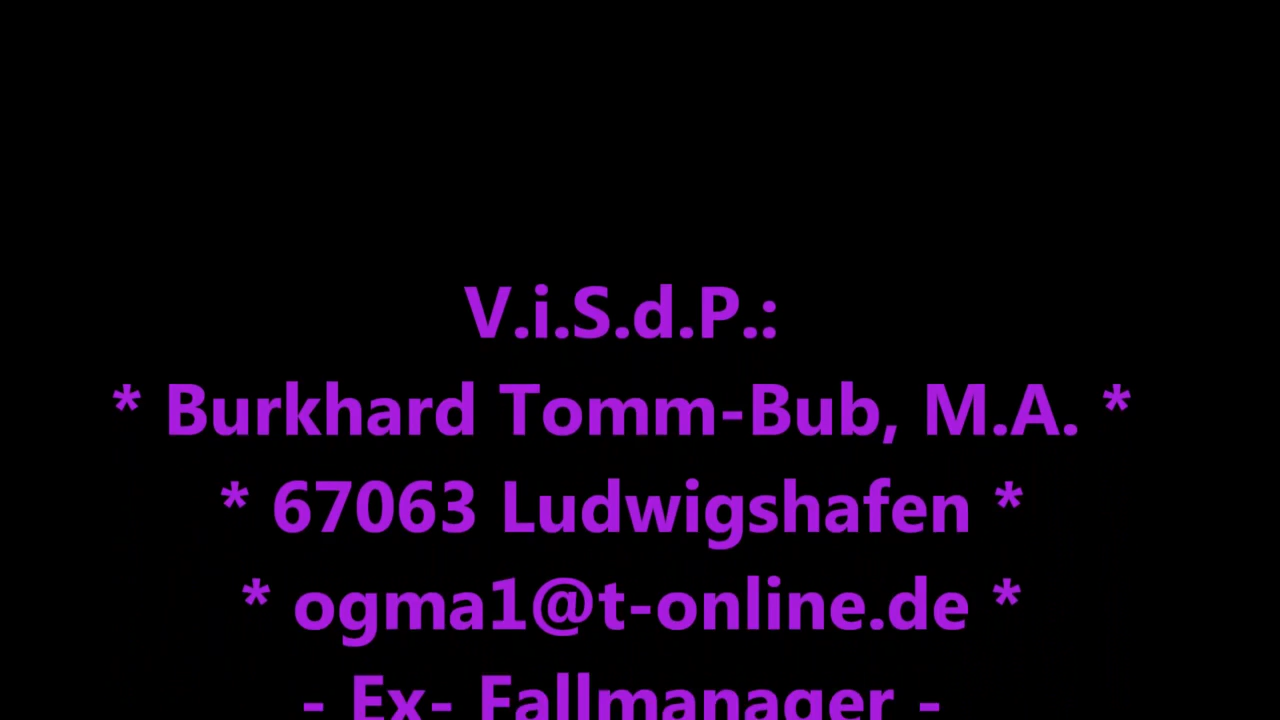 V.i.S.d.P.:
* Burkhard Tomm-Bub, M.A. *
* 67063 Ludwigshafen *
* ogma1@t-online.de *
- Ex- Fallmanager -